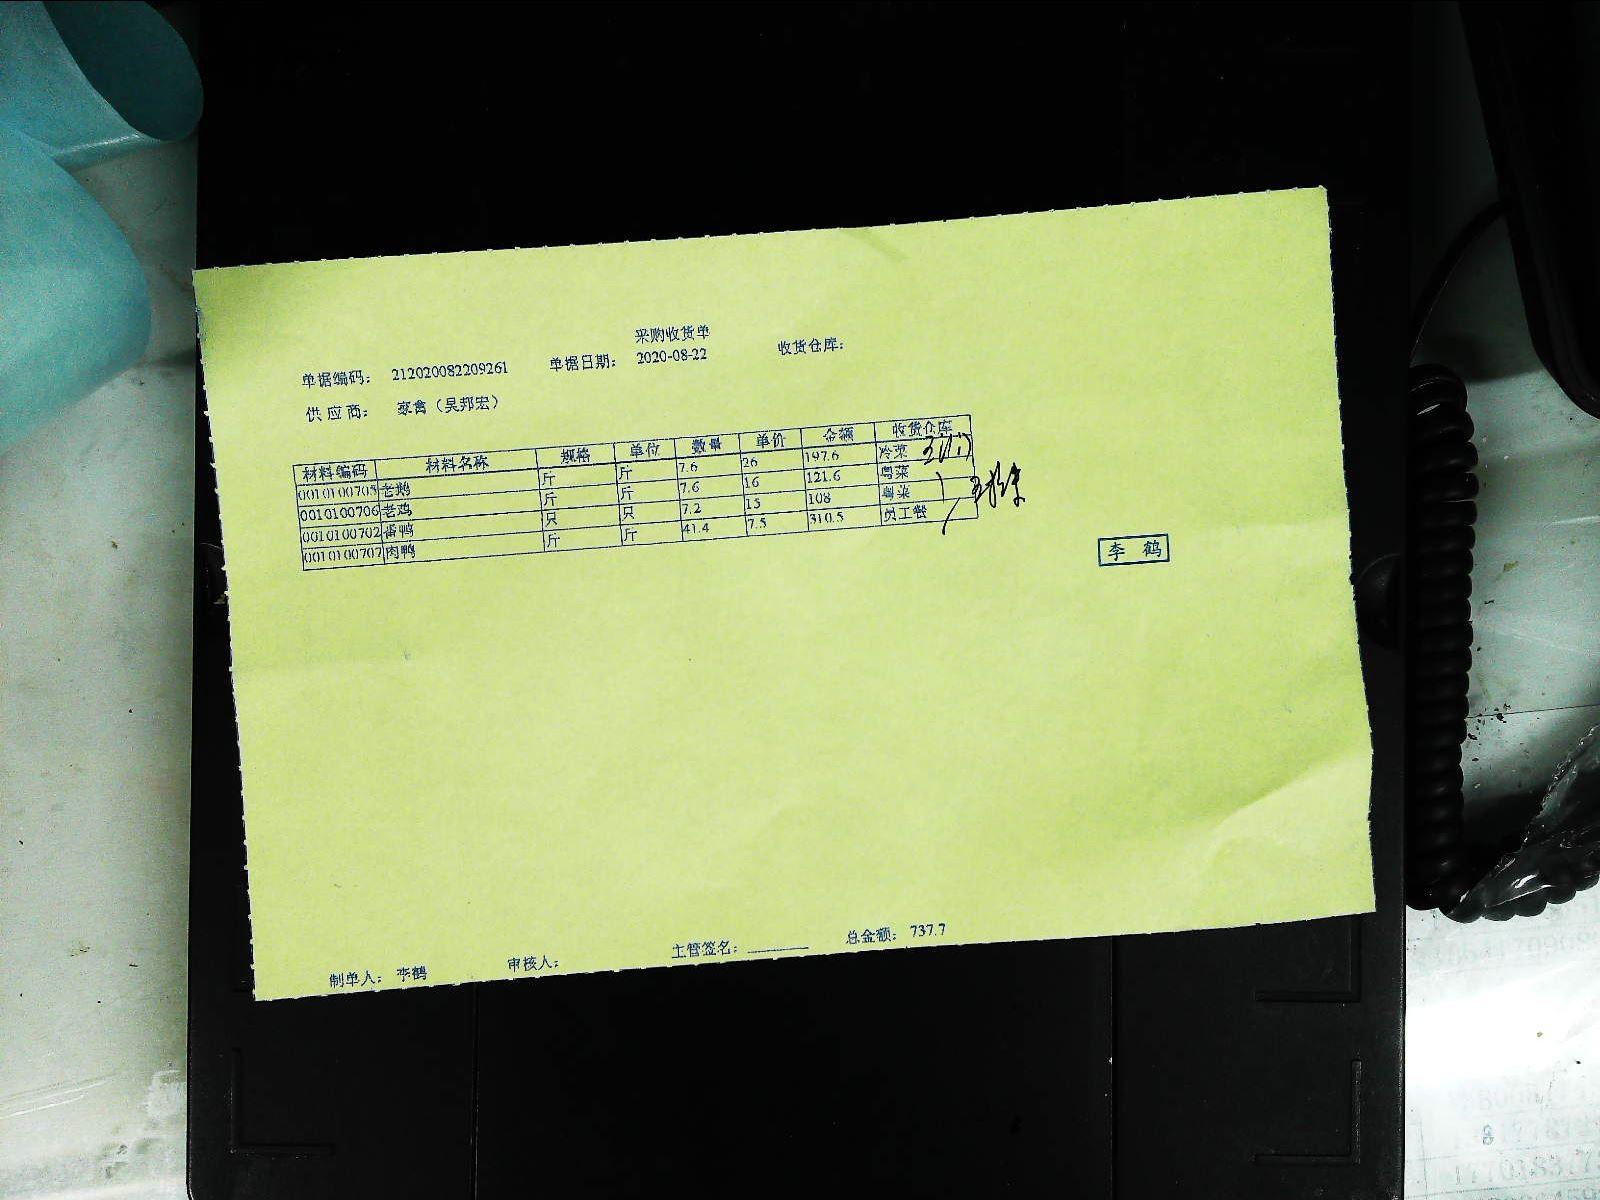 采购收货单
单据编码： 212020082209261 单据日期： 2020-08-22 收货仓库：
供 应 商： 家禽（吴邦宏）
材料编码 材料名称 规格 单位 数量 单价 金额 收货仓库
0010100705 老鹅 斤 斤 7.6 26 197.6 冷菜
0010100706 老鸡 斤 斤 7.6 16 121.6 粤菜
0010100702 番鸭 只 只 7.2 15 108 粤菜
0010100707 肉鸭 斤 斤 41.4 7.5 310.5 员工餐
李 鹤
制单人： 李鹤 审核人： 主管签名： 总金额： 737.7